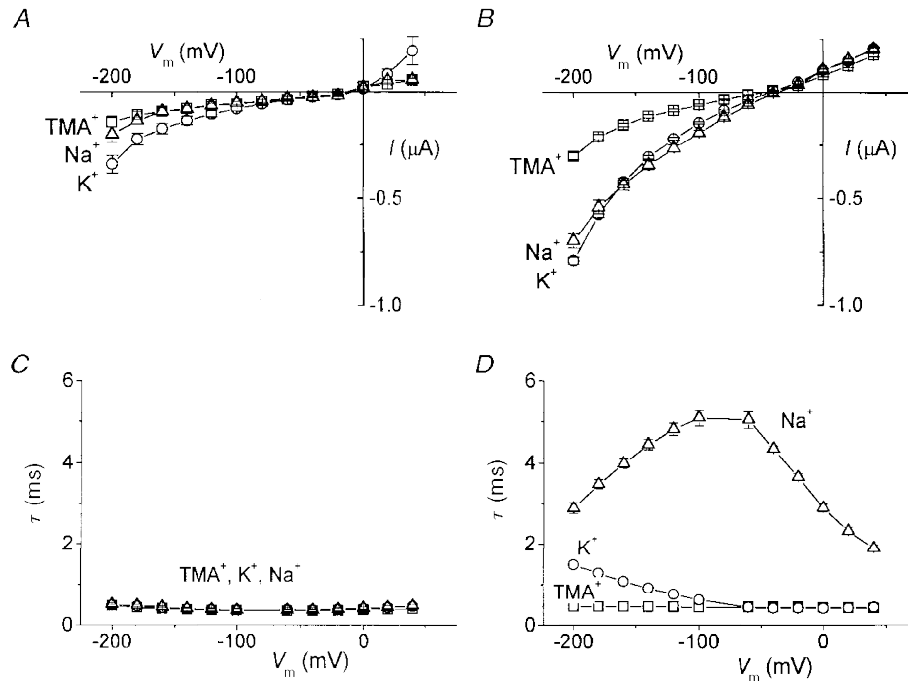 A
V_m (mV)
-200 -100 0
TMA⁺
Na⁺
K⁺
I (μA)
-0.5
-1.0
B
V_m (mV)
-200 -100 0
TMA⁺
I (μA)
-0.5
Na⁺
K⁺
-1.0
C
6
4
2
0
τ (ms)
TMA⁺, K⁺, Na⁺
-200 -100 0
V_m (mV)
D
6
4
2
0
τ (ms)
Na⁺
K⁺
TMA⁺
-200 -100 0
V_m (mV)